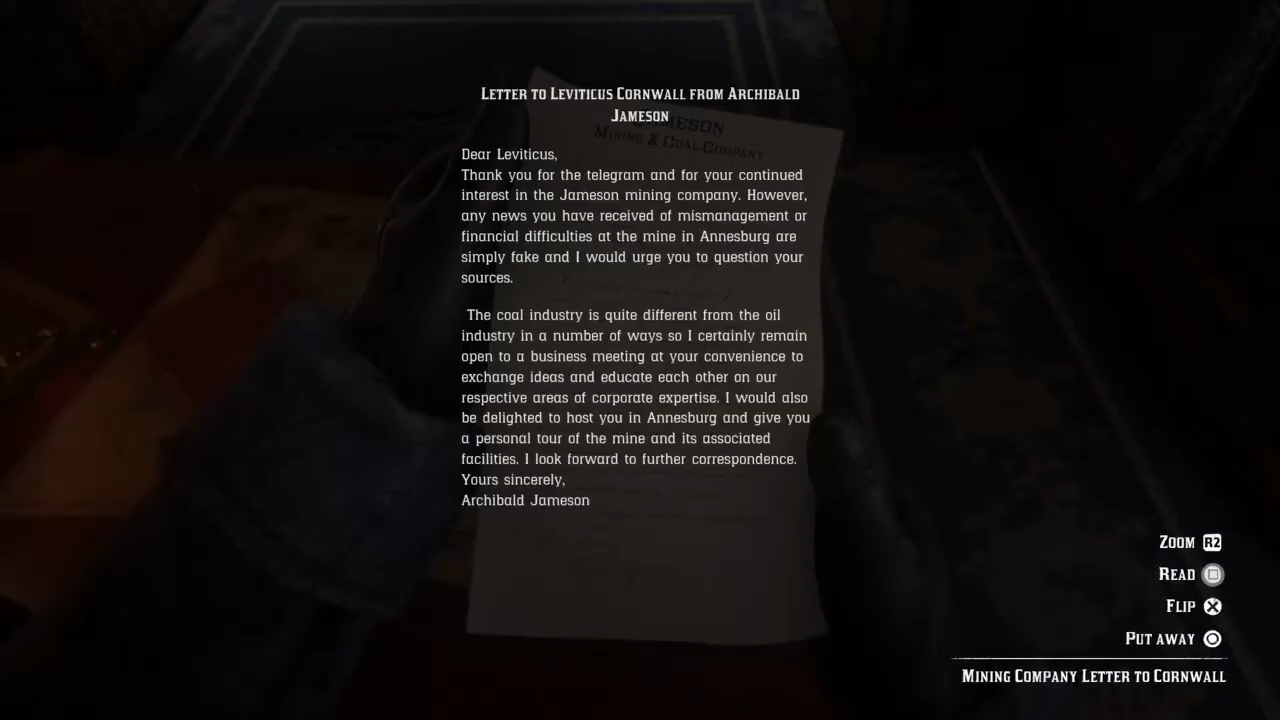 Letter to Leviticus Cornwall from Archibald
Jameson
Jameson
Mining & Coal Company
Dear Leviticus,
Thank you for the telegram and for your continued
interest in the Jameson mining company. However,
any news you have received of mismanagement or
financial difficulties at the mine in Annesburg are
simply fake and I would urge you to question your
sources.
The coal industry is quite different from the oil
industry in a number of ways so I certainly remain
open to a business meeting at your convenience to
exchange ideas and educate each other on our
respective areas of corporate expertise. I would also
be delighted to host you in Annesburg and give you
a personal tour of the mine and its associated
facilities. I look forward to further correspondence.
Yours sincerely,
Archibald Jameson
Zoom R2
Read
Flip
Put away
Mining Company Letter to Cornwall